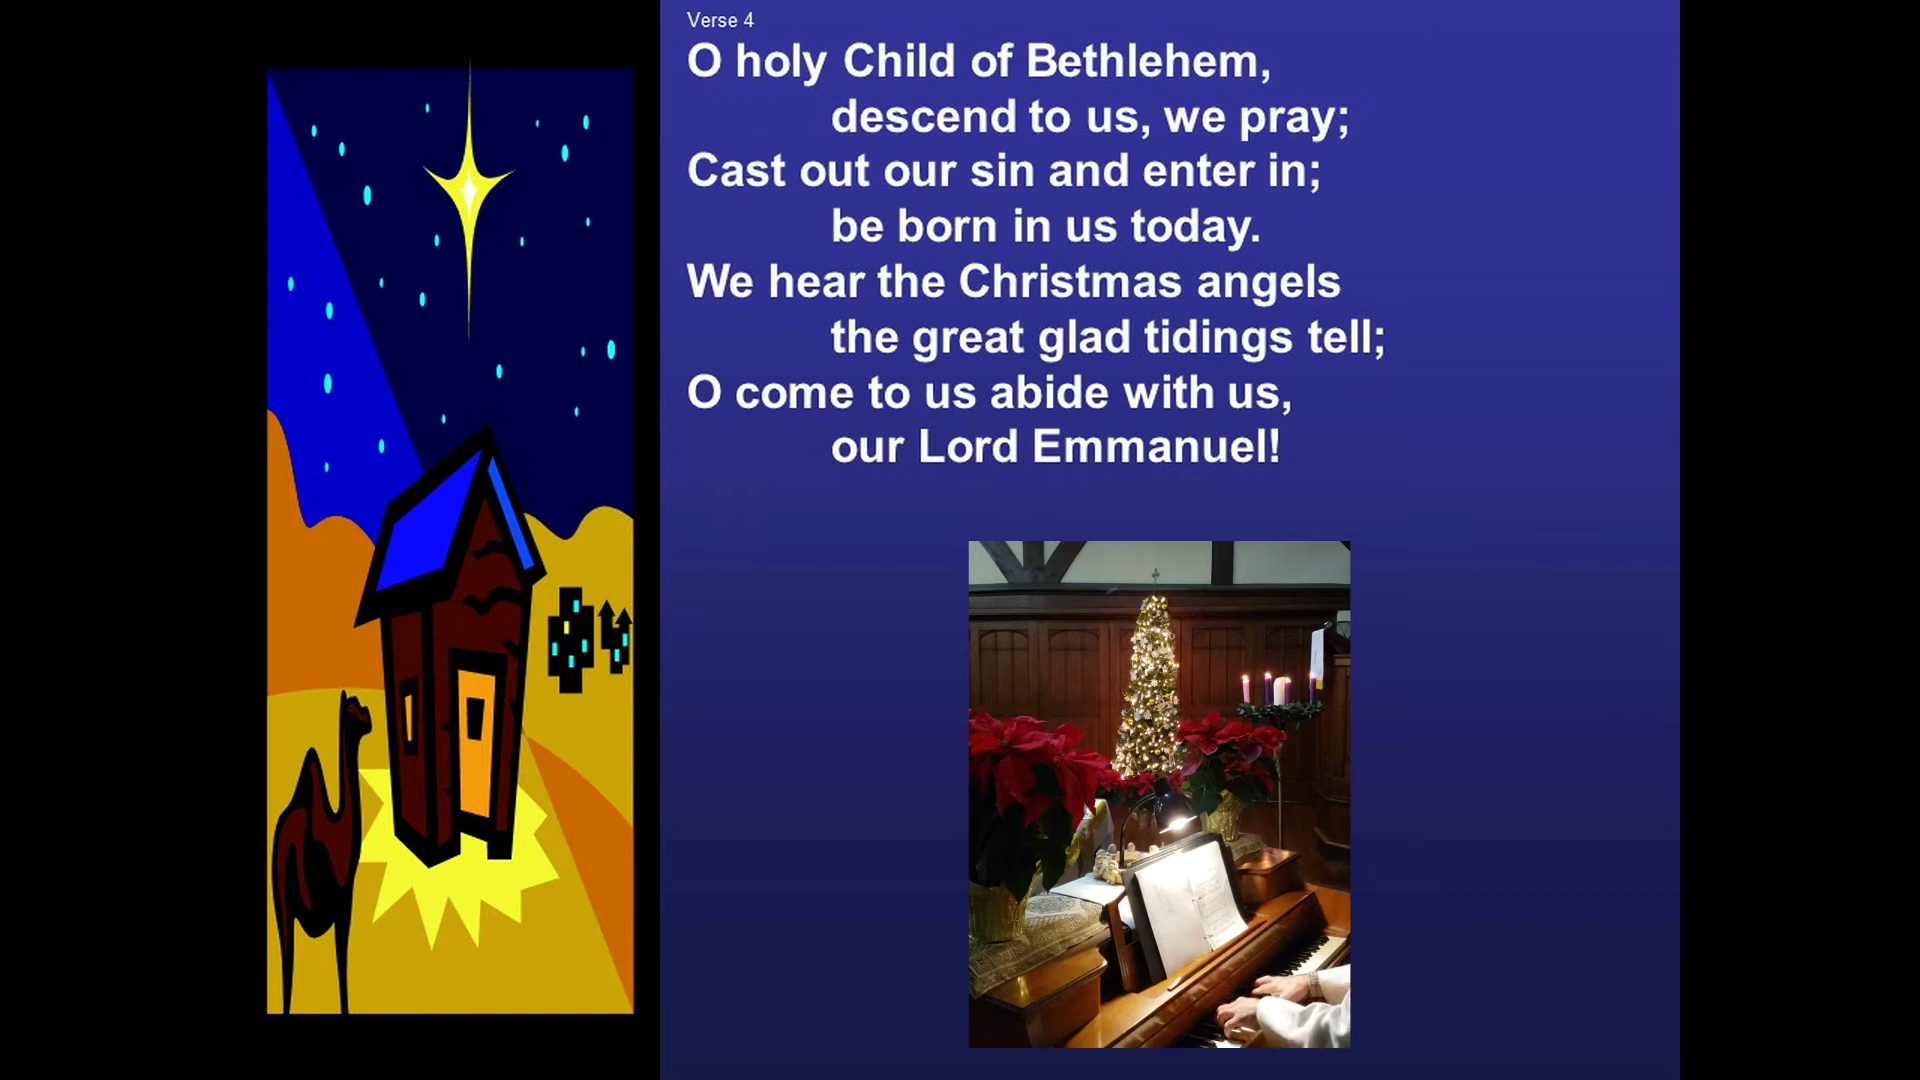 Verse 4
O holy Child of Bethlehem,
descend to us, we pray;
Cast out our sin and enter in;
be born in us today.
We hear the Christmas angels
the great glad tidings tell;
O come to us abide with us,
our Lord Emmanuel!